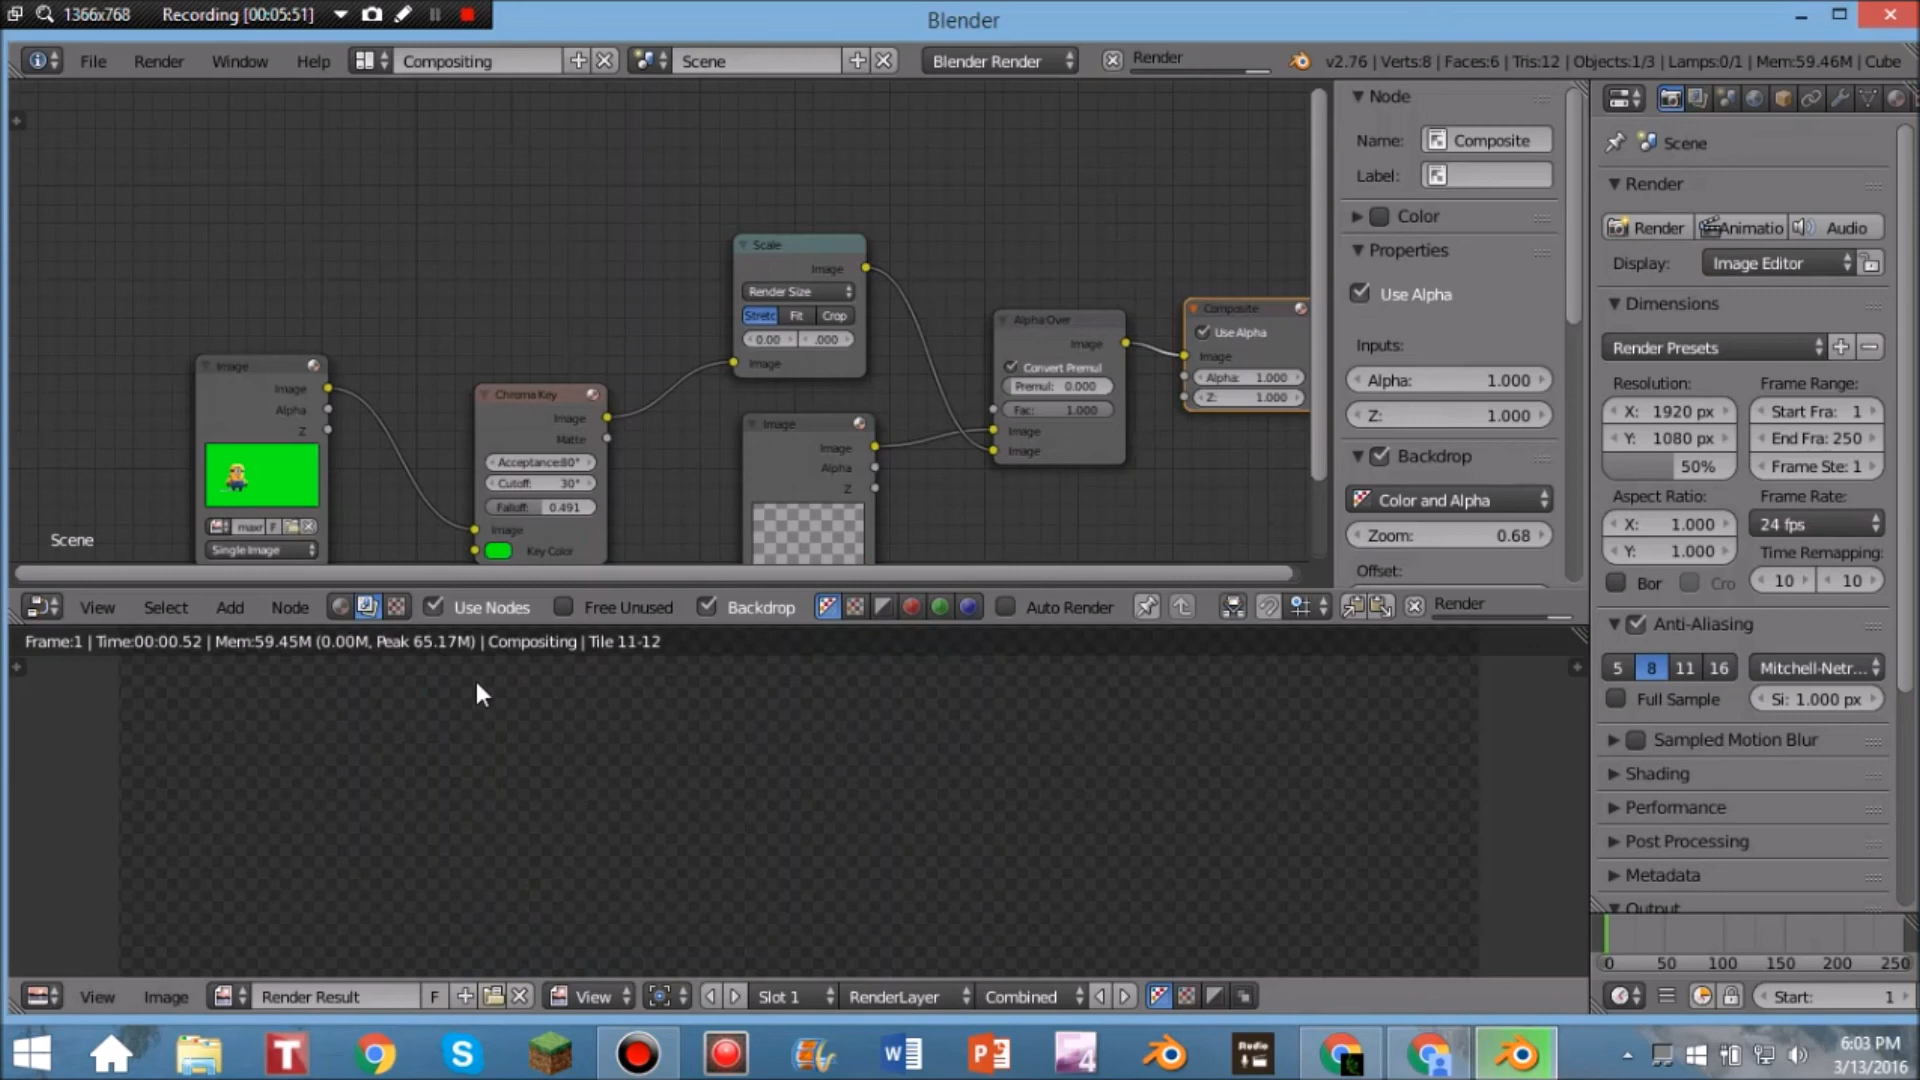 1366x768 Recording [00:05:51]
Blender
File Render Window Help Compositing Scene Blender Render Render v2.76 | Verts:8 | Faces:6 | Tris:12 | Objects:1/3 | Lamps:0/1 | Mem:59.46M | Cube
Scale
Image
Render Size
Stretc Fit Crop
0.00 .000
Image
Image
Image
Alpha
Z
maxr F
Single Image
Chroma Key
Image
Matte
Acceptance:80°
Cutoff: 30°
Falloff: 0.491
Image
Key Color
Image
Image
Alpha
Z
Alpha Over
Image
Convert Premul
Premul: 0.000
Fac: 1.000
Image
Image
Composite
Use Alpha
Image
Alpha: 1.000
Z: 1.000
Scene
Node
Name: Composite
Label:
Color
Properties
Use Alpha
Inputs:
Alpha: 1.000
Z: 1.000
Backdrop
Color and Alpha
Zoom: 0.68
Offset:
View Select Add Node Use Nodes Free Unused Backdrop Auto Render Render
Frame:1 | Time:00:00.52 | Mem:59.45M (0.00M, Peak 65.17M) | Compositing | Tile 11-12
View Image Render Result F View Slot 1 RenderLayer Combined
Scene
Render
Render Animatio Audio
Display: Image Editor
Dimensions
Render Presets
Resolution: Frame Range:
X: 1920 px Start Fra: 1
Y: 1080 px End Fra: 250
50% Frame Ste: 1
Aspect Ratio: Frame Rate:
X: 1.000 24 fps
Y: 1.000 Time Remapping:
Bor Cro 10 10
Anti-Aliasing
5 8 11 16 Mitchell-Netr...
Full Sample Si: 1.000 px
Sampled Motion Blur
Shading
Performance
Post Processing
Metadata
Output
0 50 100 150 200 250
Start: 1
6:03 PM
3/13/2016